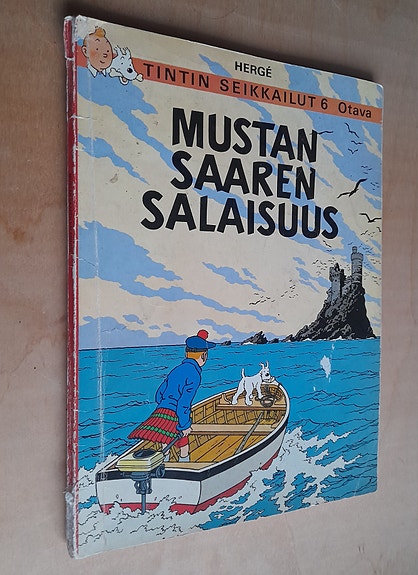 HERGÉ
TINTIN SEIKKAILUT 6 Otava
MUSTAN
SAAREN
SALAISUUS